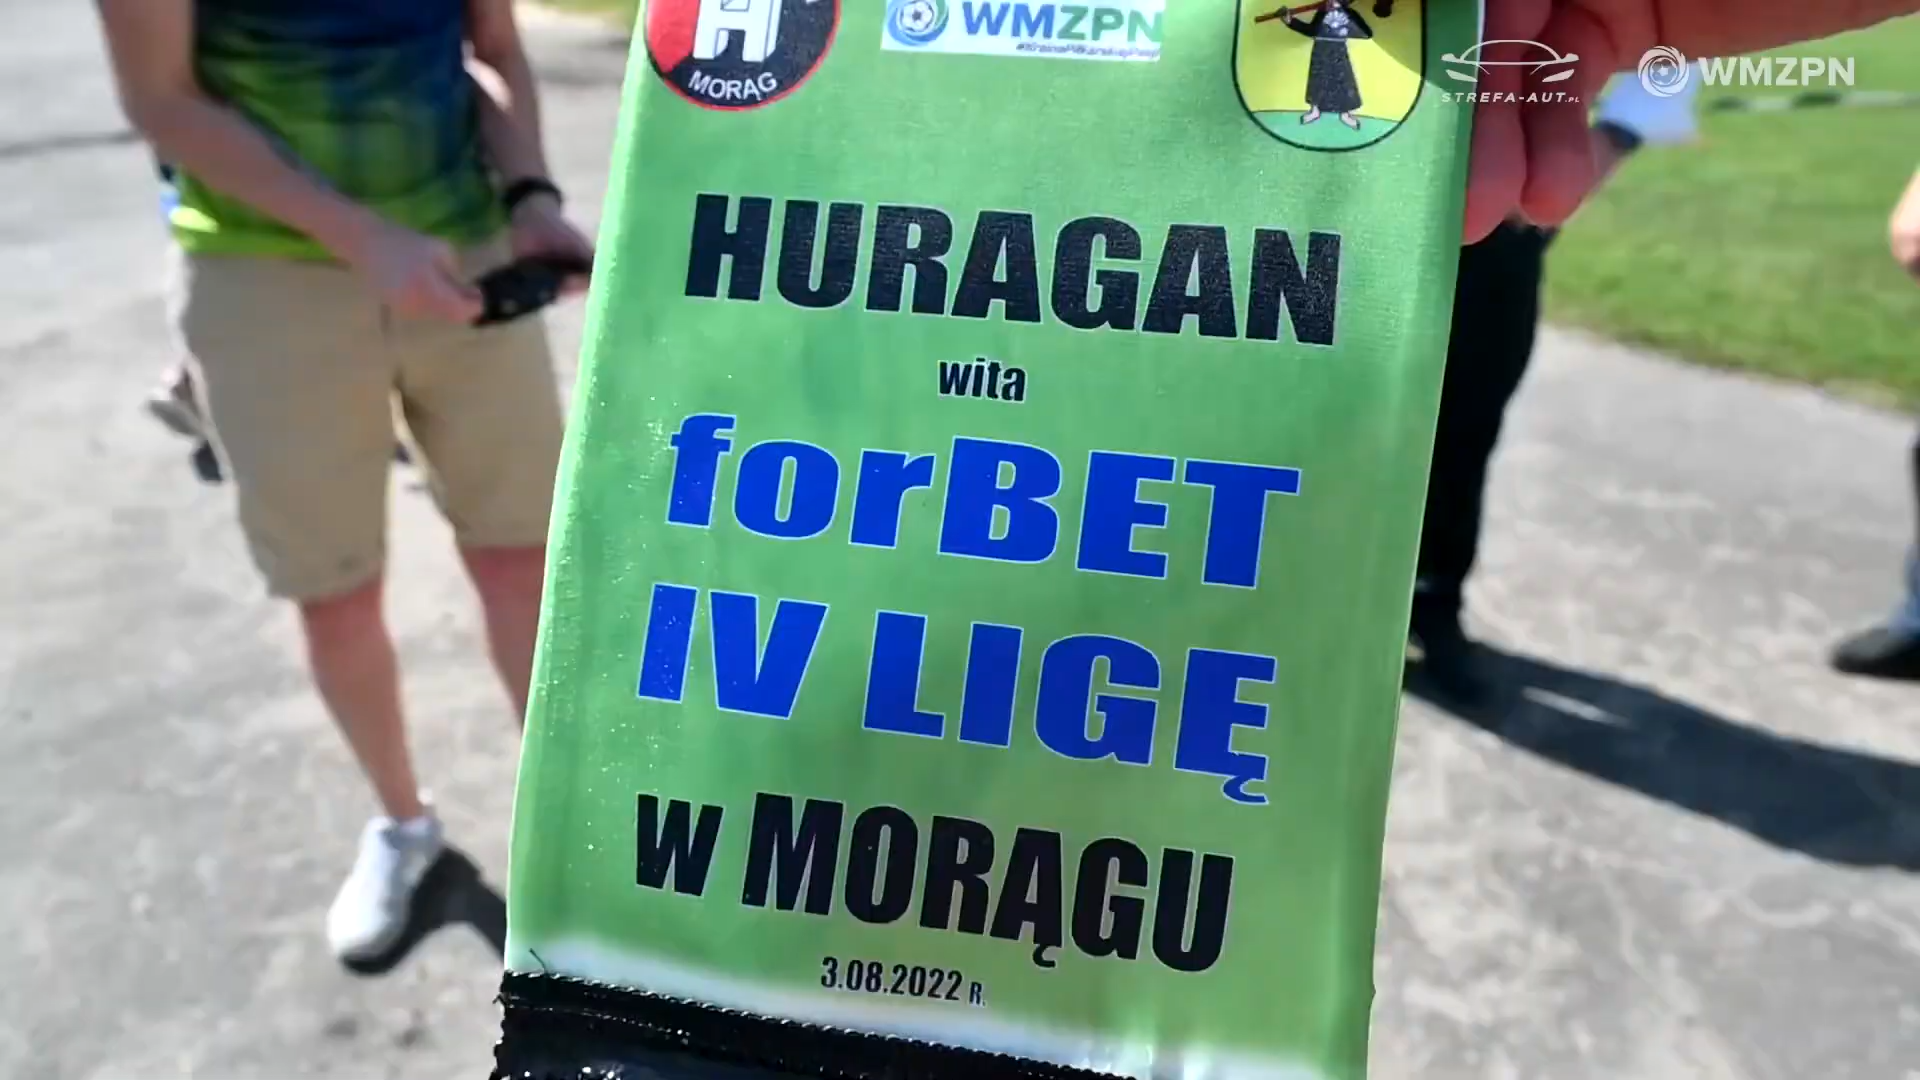 MORĄG
WMZPN
STREFA-AUT.PL
WMZPN
HURAGAN
wita
forBET
IV LIGĘ
w MORĄGU
3.08.2022 R.